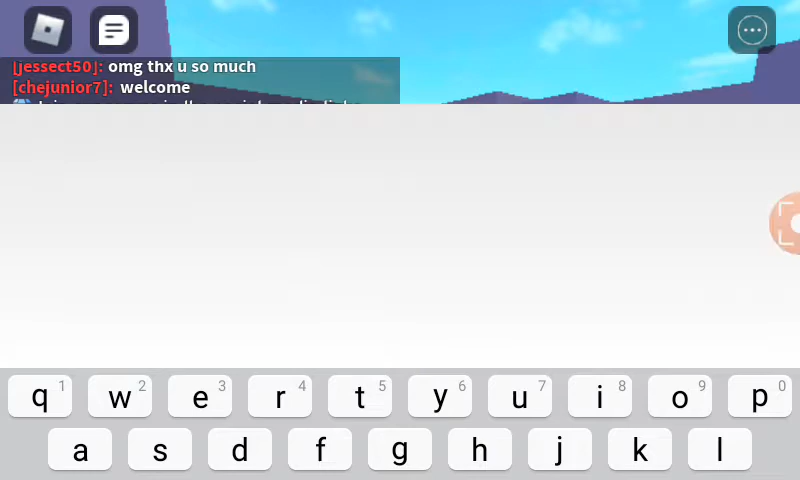 [jessect50]: omg thx u so much
[chejunior7]: welcome
q 1 w 2 e 3 r 4 t 5 y 6 u 7 i 8 o 9 p 0
a s d f g h j k l